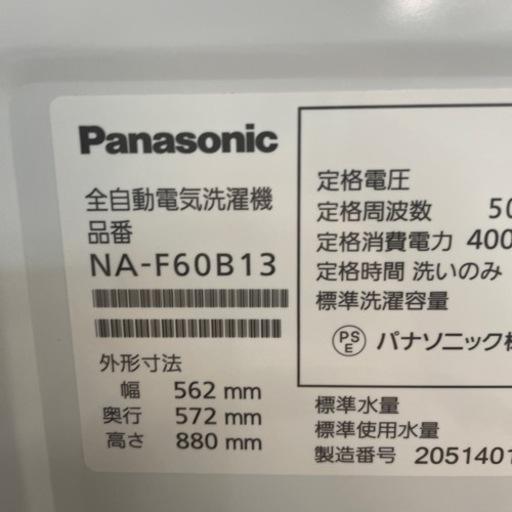 Panasonic
全自動電気洗濯機
品番
NA-F60B13
外形寸法
幅 562 mm
奥行 572 mm
高さ 880 mm
定格電圧
定格周波数 50
定格消費電力 400
定格時間 洗いのみ
標準洗濯容量
PS E パナソニック株
標準水量
標準使用水量
製造番号 2051401